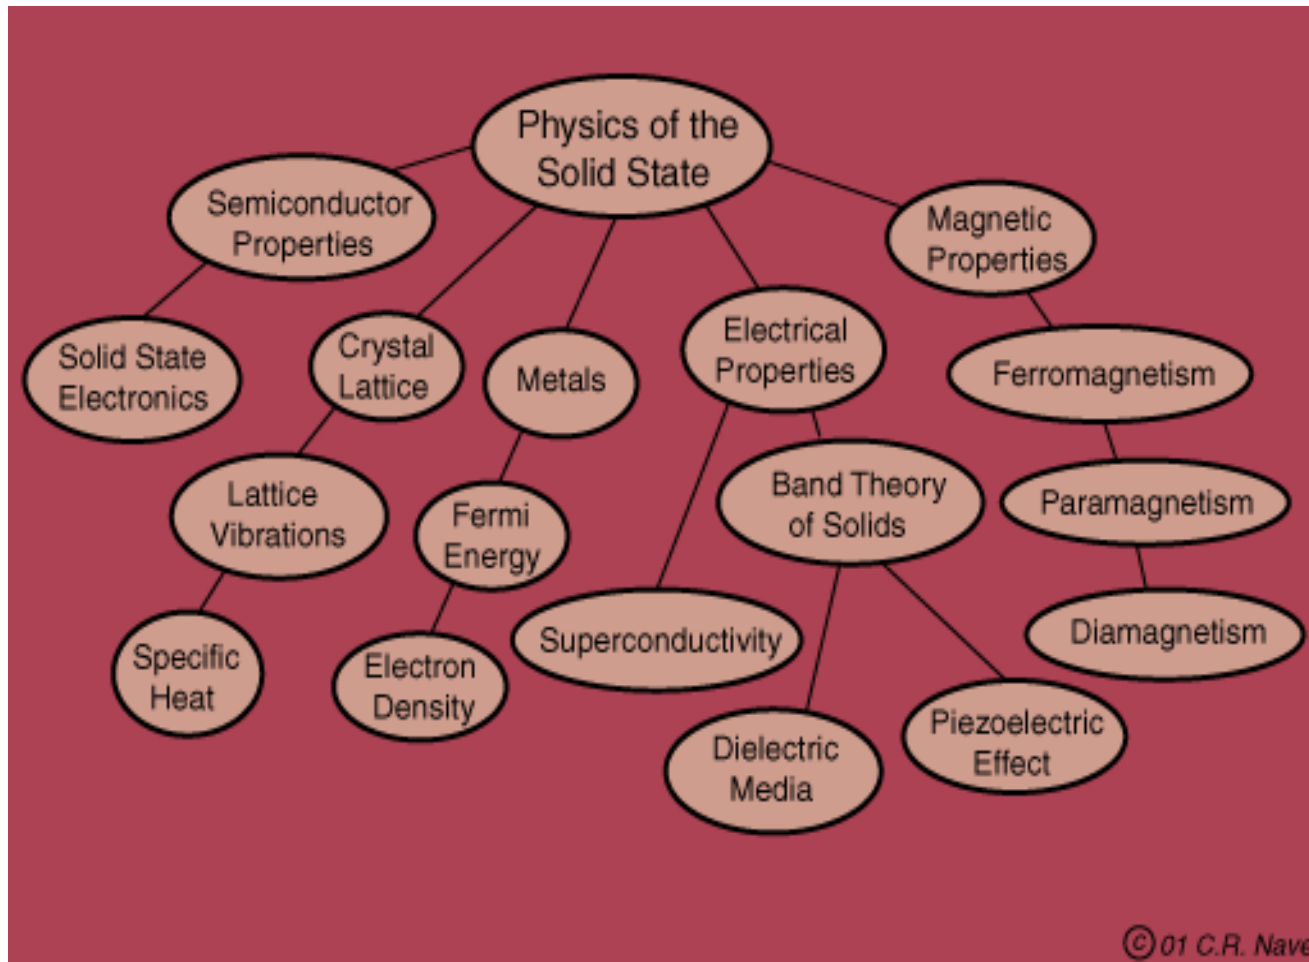 Physics of the
Solid State
Semiconductor
Properties
Magnetic
Properties
Solid State
Electronics
Crystal
Lattice
Metals
Electrical
Properties
Ferromagnetism
Lattice
Vibrations
Fermi
Energy
Band Theory
of Solids
Paramagnetism
Specific
Heat
Electron
Density
Superconductivity
Diamagnetism
Dielectric
Media
Piezoelectric
Effect
© 01 C.R. Nave